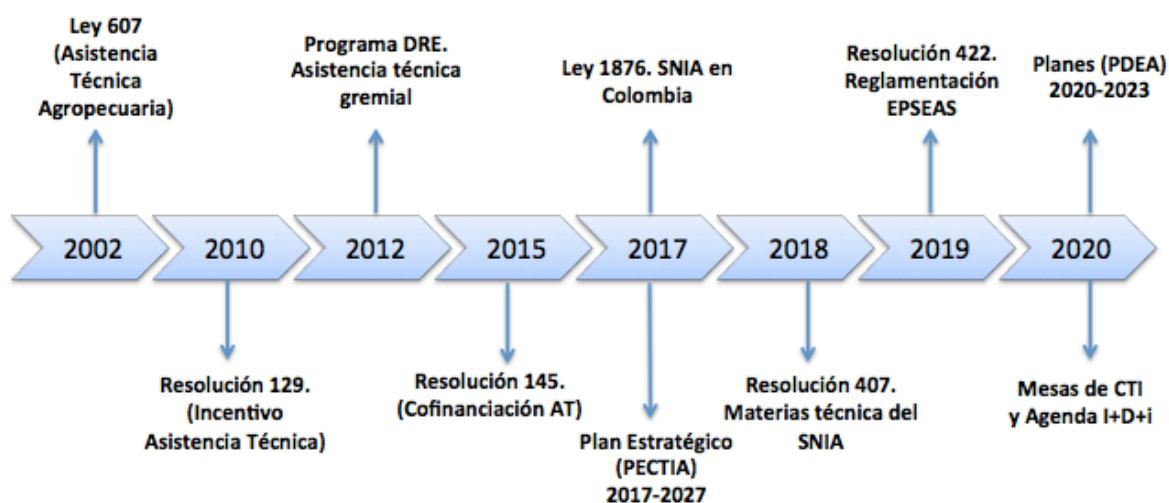 Ley 607
(Asistencia
Técnica
Agropecuaria)
Programa DRE.
Asistencia técnica
gremial
Ley 1876. SNIA en
Colombia
Resolución 422.
Reglamentación
EPSEAS
Planes (PDEA)
2020-2023
2002
2010
2012
2015
2017
2018
2019
2020
Resolución 129.
(Incentivo
Asistencia Técnica)
Resolución 145.
(Cofinanciación AT)
Plan Estratégico
(PECTIA)
2017-2027
Resolución 407.
Materias técnica del
SNIA
Mesas de CTI
y Agenda I+D+i